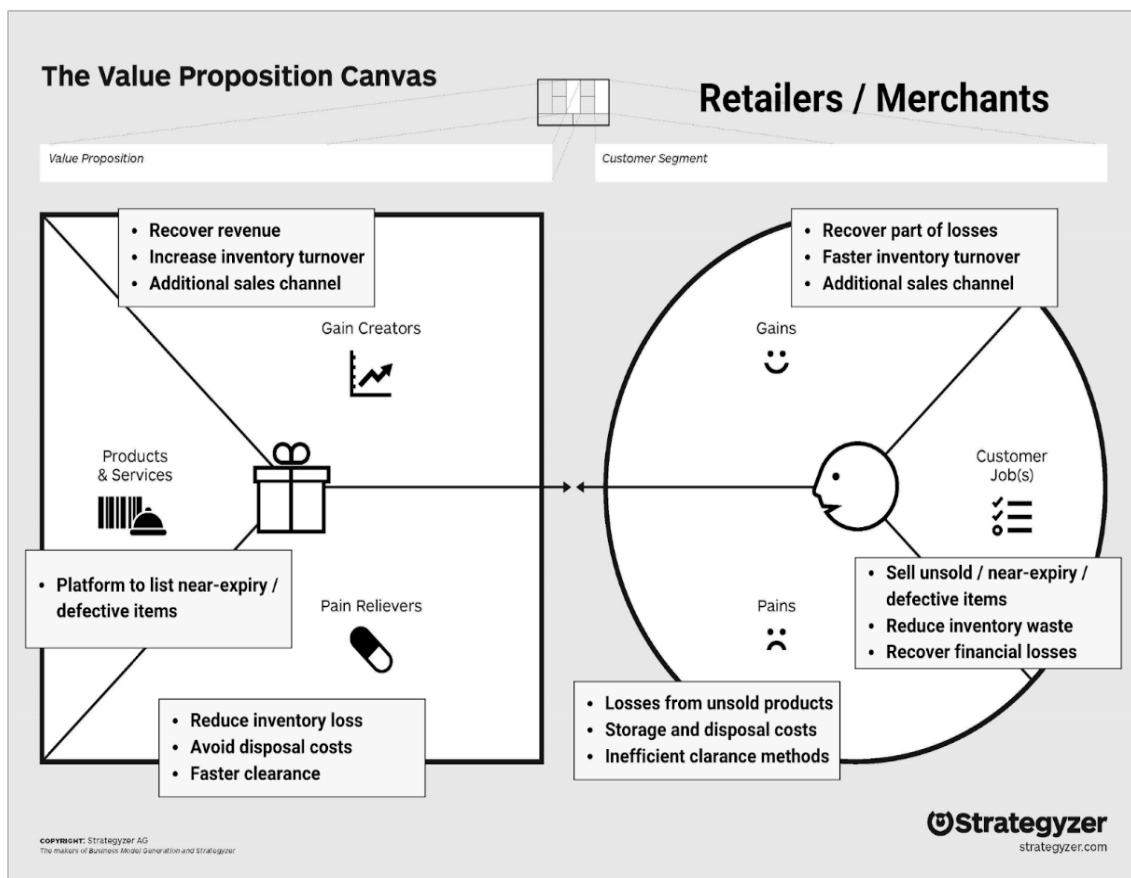 The Value Proposition Canvas
Retailers / Merchants
Value Proposition
Customer Segment
• Recover revenue
• Increase inventory turnover
• Additional sales channel
• Recover part of losses
• Faster inventory turnover
• Additional sales channel
Gain Creators
Gains
Products
& Services
Customer
Job(s)
• Platform to list near-expiry /
defective items
Pain Relievers
Pains
• Sell unsold / near-expiry /
defective items
• Reduce inventory waste
• Recover financial losses
• Reduce inventory loss
• Avoid disposal costs
• Faster clearance
• Losses from unsold products
• Storage and disposal costs
• Inefficient clarance methods
COPYRIGHT: Strategyzer AG
The makers of Business Model Generation and Strategyzer
Strategyzer
strategyzer.com